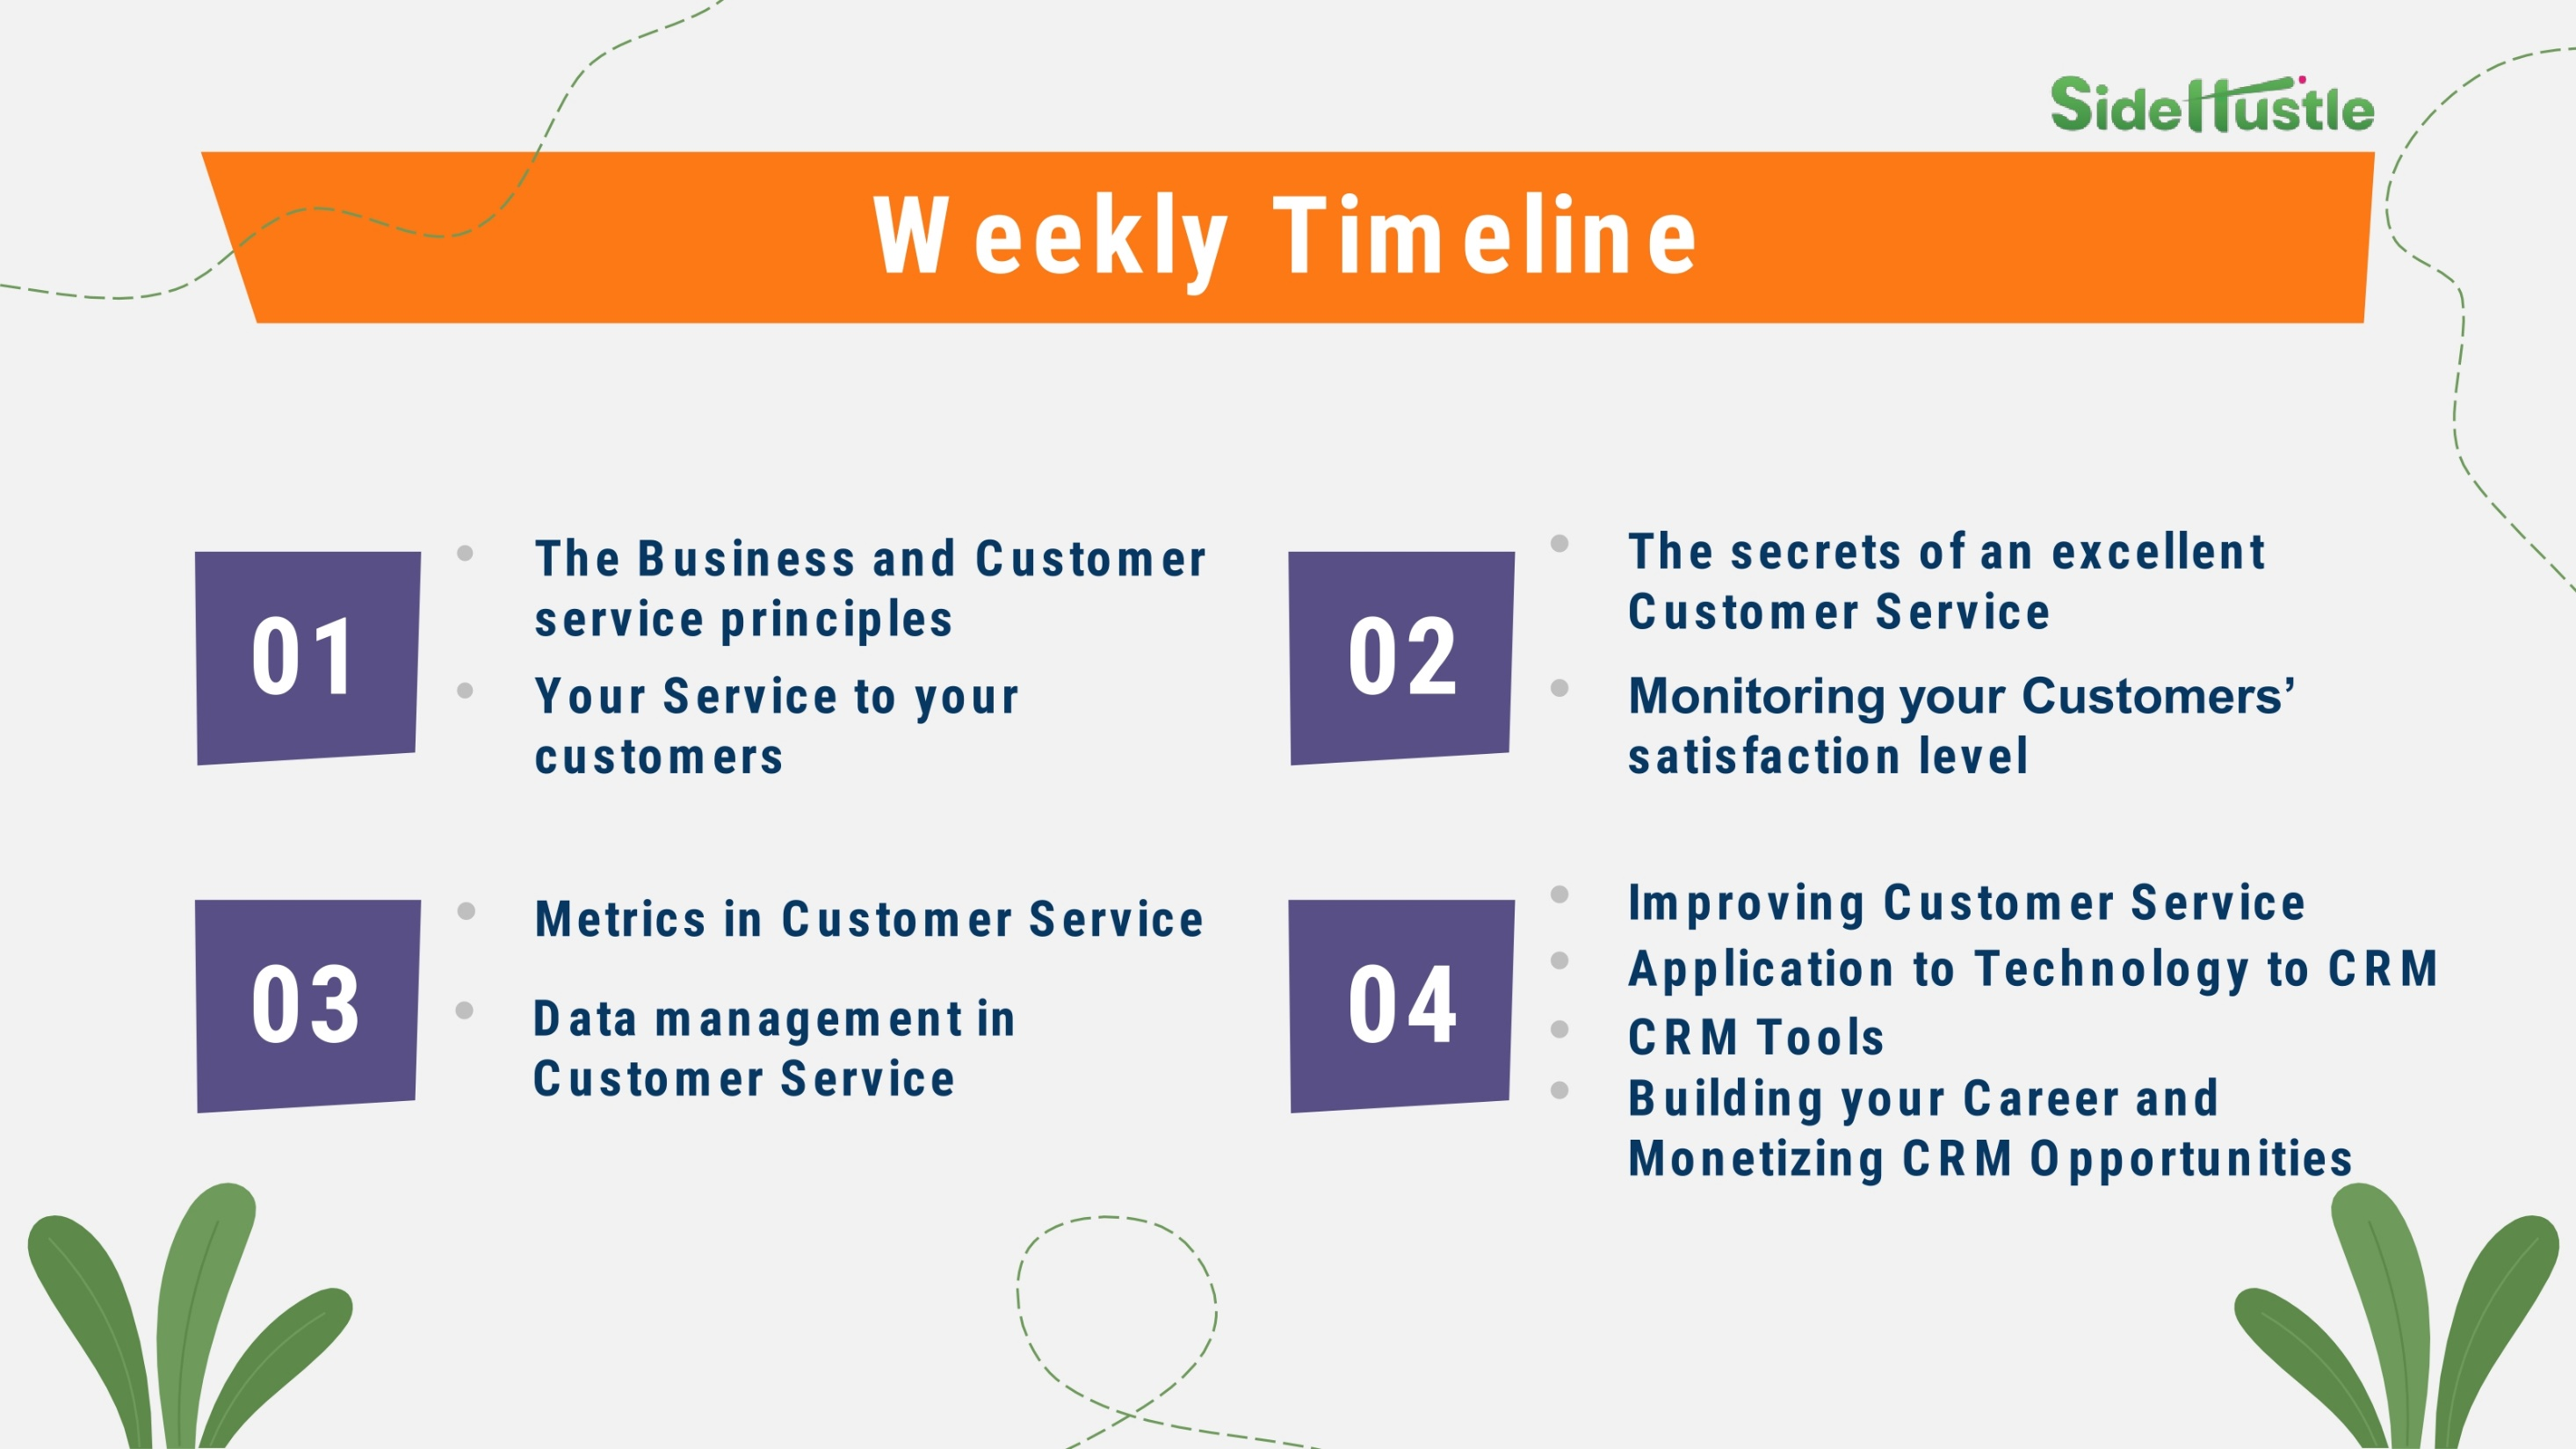 SideHustle
Weekly Timeline
01
The Business and Customer
service principles
Your Service to your
customers
02
The secrets of an excellent
Customer Service
Monitoring your Customers’
satisfaction level
03
Metrics in Customer Service
Data management in
Customer Service
04
Improving Customer Service
Application to Technology to CRM
CRM Tools
Building your Career and
Monetizing CRM Opportunities